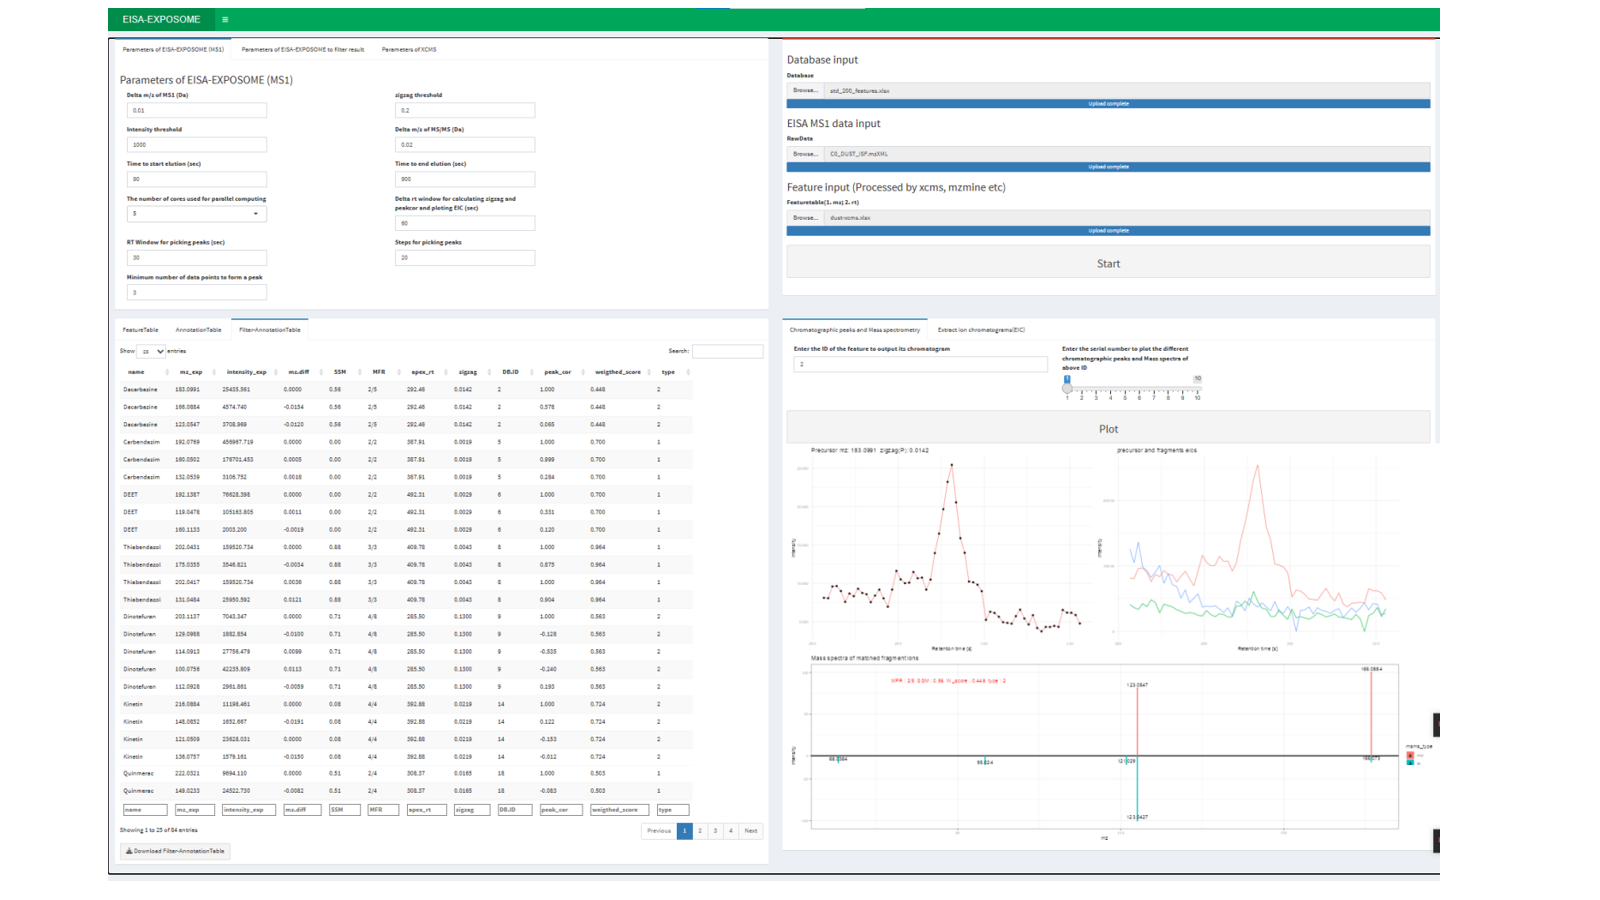 EISA-EXPOSOME ≡
Parameters of EISA-EXPOSOME (MS1) Parameters of EISA-EXPOSOME to filter result Parameters of XCMS
Parameters of EISA-EXPOSOME (MS1)
Delta m/z of MS1 (Da) zigzag threshold
0.01 0.2
Intensity threshold Delta m/z of MS/MS (Da)
1000 0.02
Time to start elution (sec) Time to end elution (sec)
90 900
The number of cores used for parallel computing Delta rt window for calculating zigzag and
peakcor and ploting EIC (sec)
5
60
RT Window for picking peaks (sec) Steps for picking peaks
30 20
Minimum number of data points to form a peak
3
Database input
Database
Browse... std_200_features.xlsx
Upload complete
EISA MS1 data input
RawData
Browse... C0_DUST_ISF.mzXML
Upload complete
Feature input (Processed by xcms, mzmine etc)
Featuretable(1. mz; 2. rt)
Browse... dustxcms.xlsx
Upload complete
Start
FeatureTable AnnotationTable Filter-AnnotationTable
Show 25 entries Search:
name mz_exp intensity_exp mz.diff SSM MFR apex_rt zigzag DB.ID peak_cor weigthed_score type
Dacarbazine 183.0991 25435.561 0.0000 0.56 2/5 292.46 0.0142 2 1.000 0.448 2
Dacarbazine 166.0884 4574.740 -0.0154 0.56 2/5 292.46 0.0142 2 0.576 0.448 2
Dacarbazine 123.0547 3708.969 -0.0120 0.56 2/5 292.46 0.0142 2 0.065 0.448 2
Carbendazim 192.0769 456967.719 0.0000 0.00 2/2 387.91 0.0019 5 1.000 0.700 1
Carbendazim 160.0502 176701.453 0.0005 0.00 2/2 387.91 0.0019 5 0.999 0.700 1
Carbendazim 132.0539 3106.752 0.0018 0.00 2/2 387.91 0.0019 5 0.284 0.700 1
DEET 192.1387 76628.398 0.0000 0.00 2/2 492.31 0.0029 6 1.000 0.700 1
DEET 119.0478 105163.805 0.0011 0.00 2/2 492.31 0.0029 6 0.331 0.700 1
DEET 160.1133 2003.200 -0.0019 0.00 2/2 492.31 0.0029 6 0.120 0.700 1
Thiabendazol 202.0431 159520.734 0.0000 0.88 3/3 409.78 0.0043 8 1.000 0.964 1
Thiabendazol 175.0355 3546.821 -0.0034 0.88 3/3 409.78 0.0043 8 0.875 0.964 1
Thiabendazol 202.0417 159520.734 0.0036 0.88 3/3 409.78 0.0043 8 1.000 0.964 1
Thiabendazol 131.0484 25950.592 0.0121 0.88 3/3 409.78 0.0043 8 0.904 0.964 1
Dinotefuran 203.1137 7043.347 0.0000 0.71 4/8 285.50 0.1300 9 1.000 0.563 2
Dinotefuran 129.0988 1882.854 -0.0100 0.71 4/8 285.50 0.1300 9 -0.128 0.563 2
Dinotefuran 114.0913 27756.479 0.0099 0.71 4/8 285.50 0.1300 9 -0.535 0.563 2
Dinotefuran 100.0756 42235.809 0.0113 0.71 4/8 285.50 0.1300 9 -0.240 0.563 2
Dinotefuran 112.0928 2961.861 -0.0059 0.71 4/8 285.50 0.1300 9 0.193 0.563 2
Kinetin 216.0884 11198.461 0.0000 0.08 4/4 392.88 0.0219 14 1.000 0.724 2
Kinetin 148.0832 1652.667 -0.0191 0.08 4/4 392.88 0.0219 14 0.122 0.724 2
Kinetin 121.0509 23628.031 0.0000 0.08 4/4 392.88 0.0219 14 -0.153 0.724 2
Kinetin 136.0757 1579.161 -0.0150 0.08 4/4 392.88 0.0219 14 -0.012 0.724 2
Quinmerac 222.0321 9694.110 0.0000 0.51 2/4 308.37 0.0165 18 1.000 0.503 1
Quinmerac 149.0233 24522.730 -0.0082 0.51 2/4 308.37 0.0165 18 -0.083 0.503 1
name mz_exp intensity_exp mz.diff SSM MFR apex_rt zigzag DB.ID peak_cor weigthed_score type
Showing 1 to 25 of 84 entries Previous 1 2 3 4 Next
Download Filter-AnnotationTable
Chromatographic peaks and Mass spectrometry Extract ion chromatograms(EIC)
Enter the ID of the feature to output its chromatogram
2
Enter the serial number to plot the different
chromatographic peaks and Mass spectra of
above ID
1 10
1 2 3 4 5 6 7 8 9 10
Plot
Precursor mz: 183.0991 zigzag(P): 0.0142 precursor and fragments eics
Intensity Intensity
Retention time [s] Retention time [s]
Mass spectra of matched fragment ions
Intensity
166.0884
123.0547
123.0427
mz
msms_type